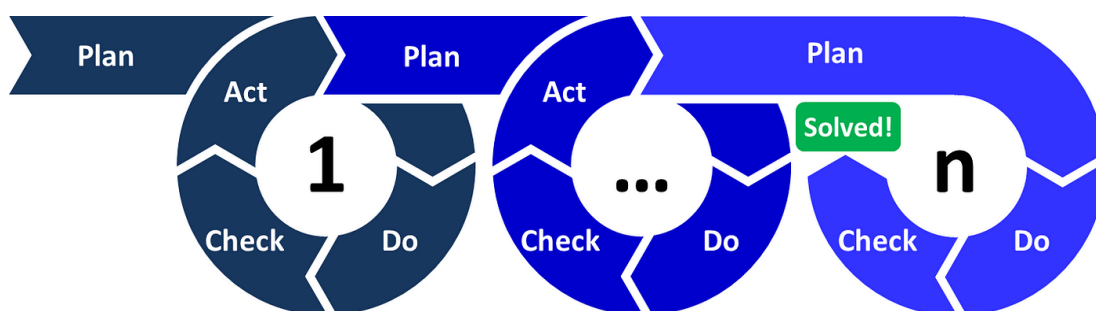 Plan
Plan
Plan
Act
Act
Solved!
1
...
n
Check
Do
Check
Do
Check
Do